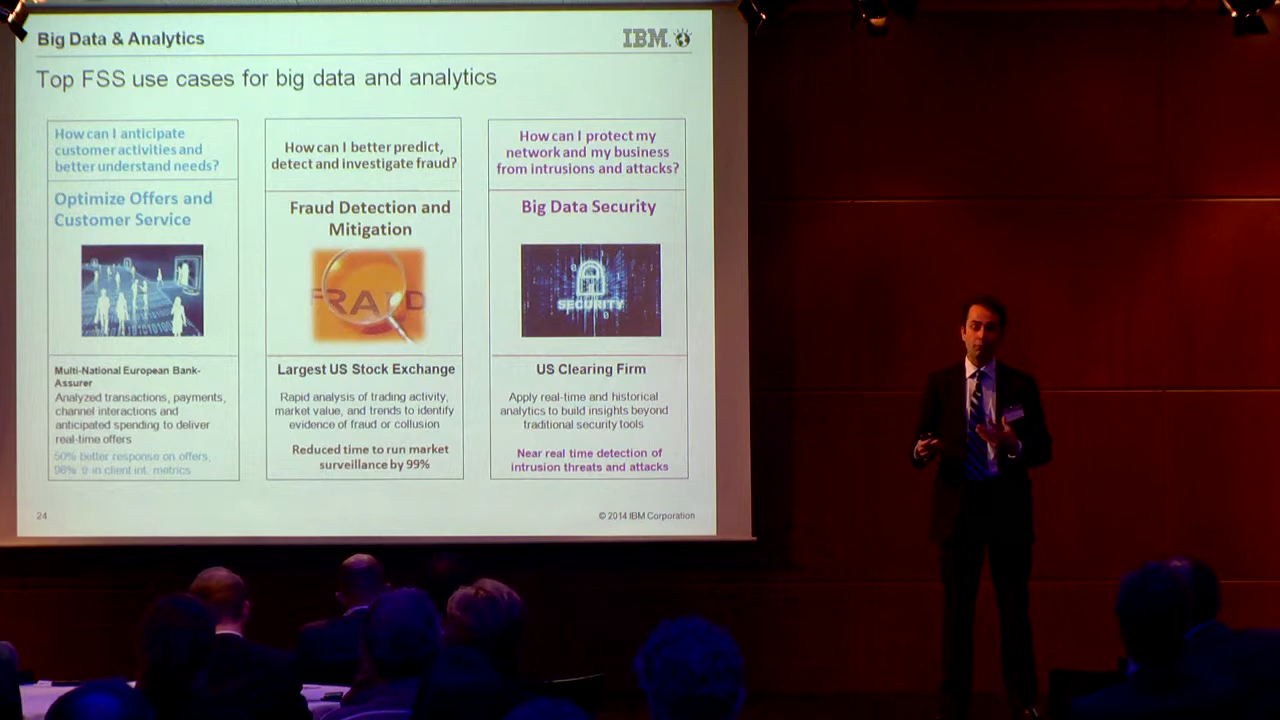 Big Data & Analytics
IBM
Top FSS use cases for big data and analytics
How can I anticipate
customer activities and
better understand needs?
Optimize Offers and
Customer Service
Multi-National European Bank-
Assurer
Analyzed transactions, payments,
channel interactions and
anticipated spending to deliver
real-time offers
50% better response on offers,
in client int. metrics
How can I better predict,
detect and investigate fraud?
Fraud Detection and
Mitigation
FRAUD
Largest US Stock Exchange
Rapid analysis of trading activity,
market value, and trends to identify
evidence of fraud or collusion
Reduced time to run market
surveillance by 99%
How can I protect my
network and my business
from intrusions and attacks?
Big Data Security
SECURITY
US Clearing Firm
Apply real-time and historical
analytics to build insights beyond
traditional security tools
Near real time detection of
intrusion threats and attacks
24
© 2014 IBM Corporation